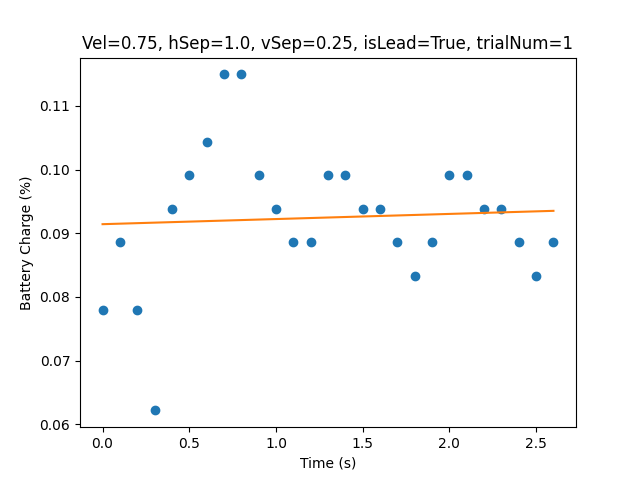 Vel=0.75, hSep=1.0, vSep=0.25, isLead=True, trialNum=1
Battery Charge (%)
0.11
0.10
0.09
0.08
0.07
0.06
0.0 0.5 1.0 1.5 2.0 2.5
Time (s)